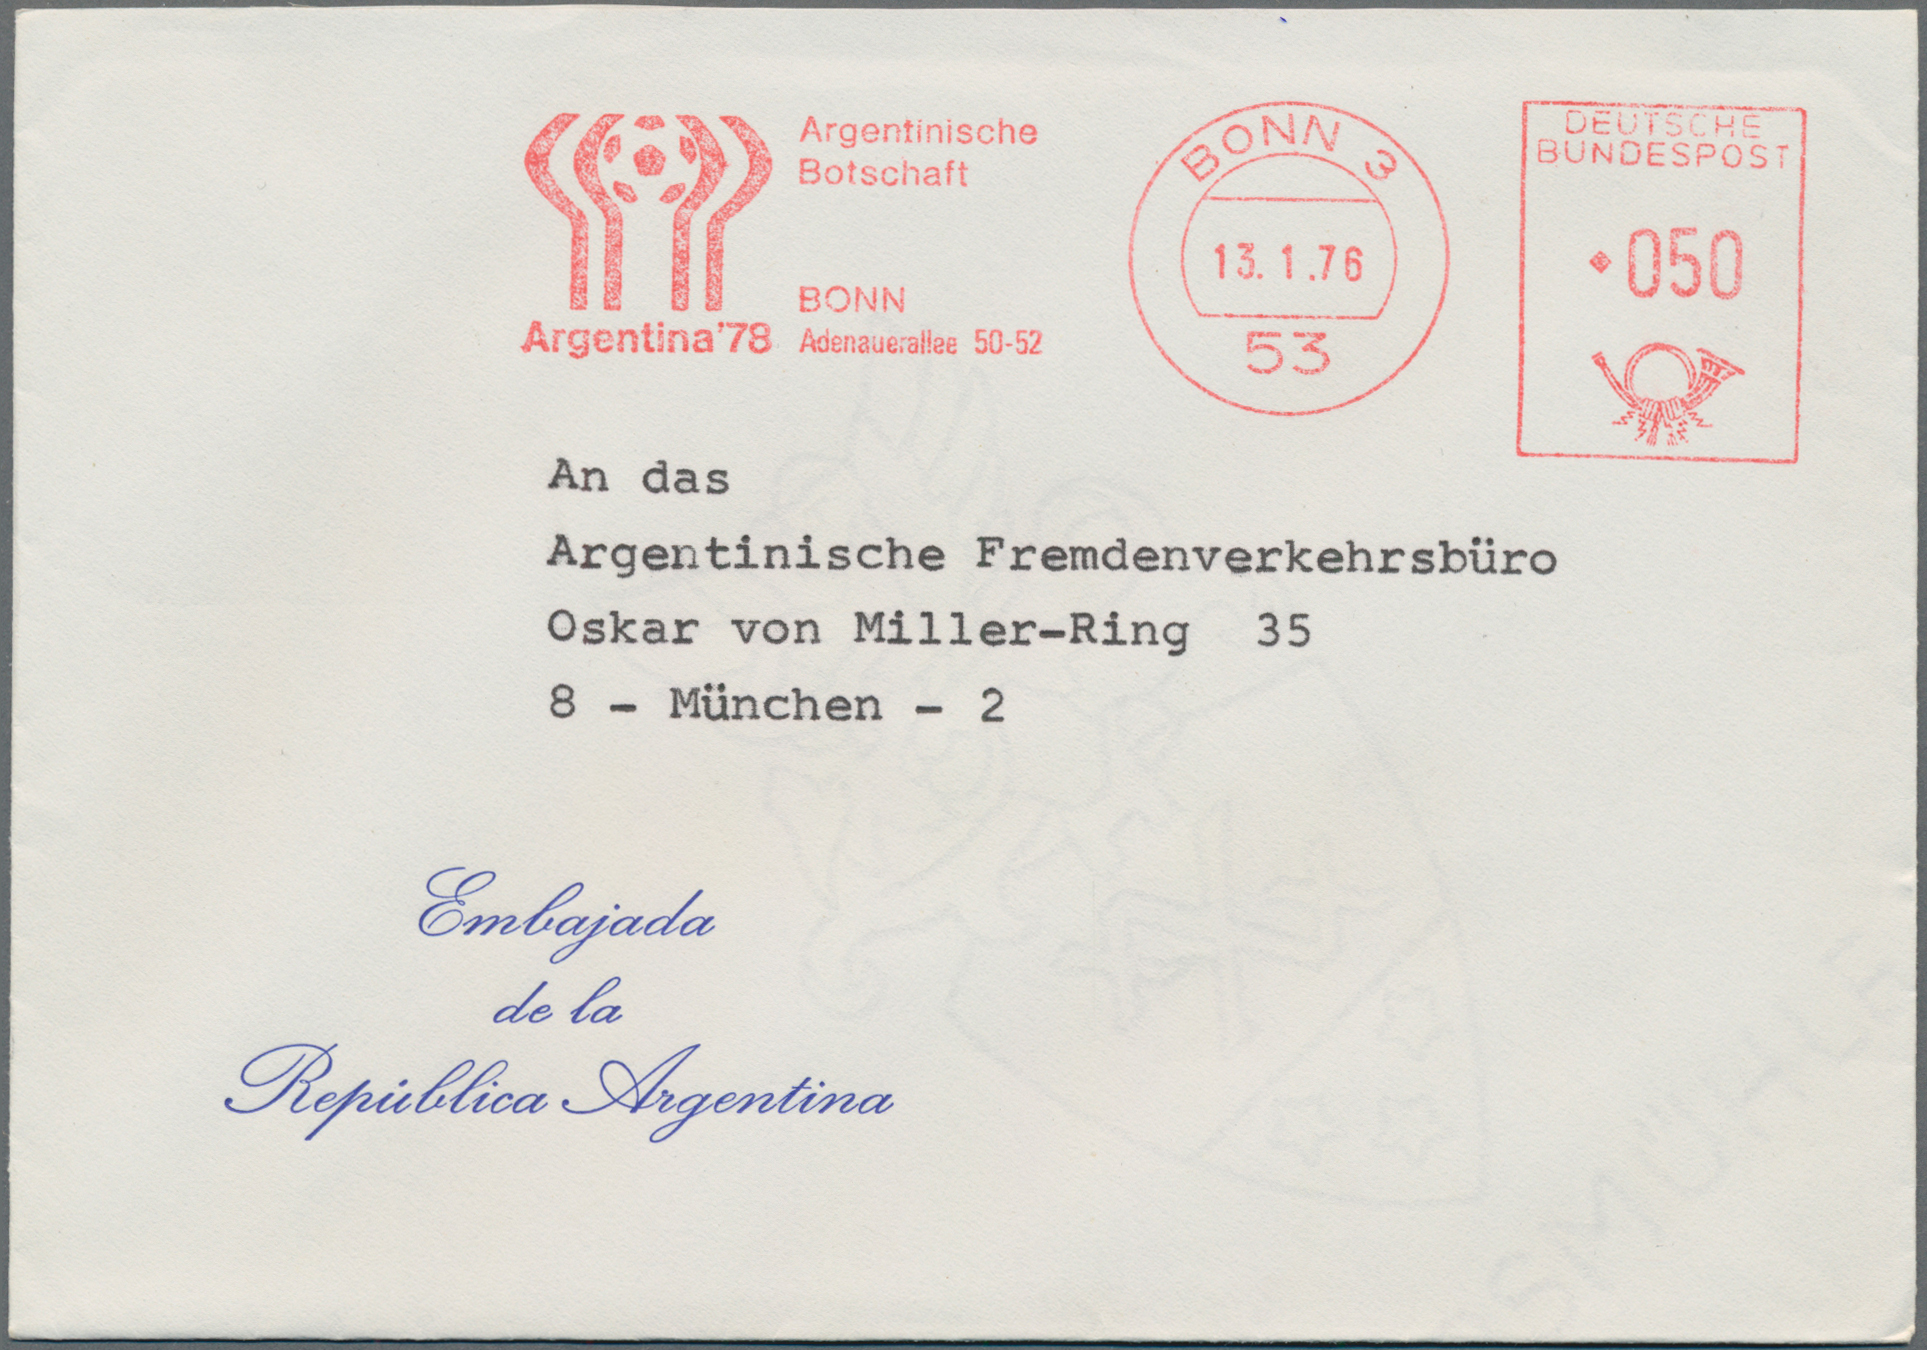 Argentinische
Botschaft
BONN
Argentina'78
Adenauerallee 50-52
BONN 3
13.1.76
53
DEUTSCHE
BUNDESPOST
050
An das
Argentinische Fremdenverkehrsbüro
Oskar von Miller-Ring 35
8 - München - 2
Embajada
de la
República Argentina